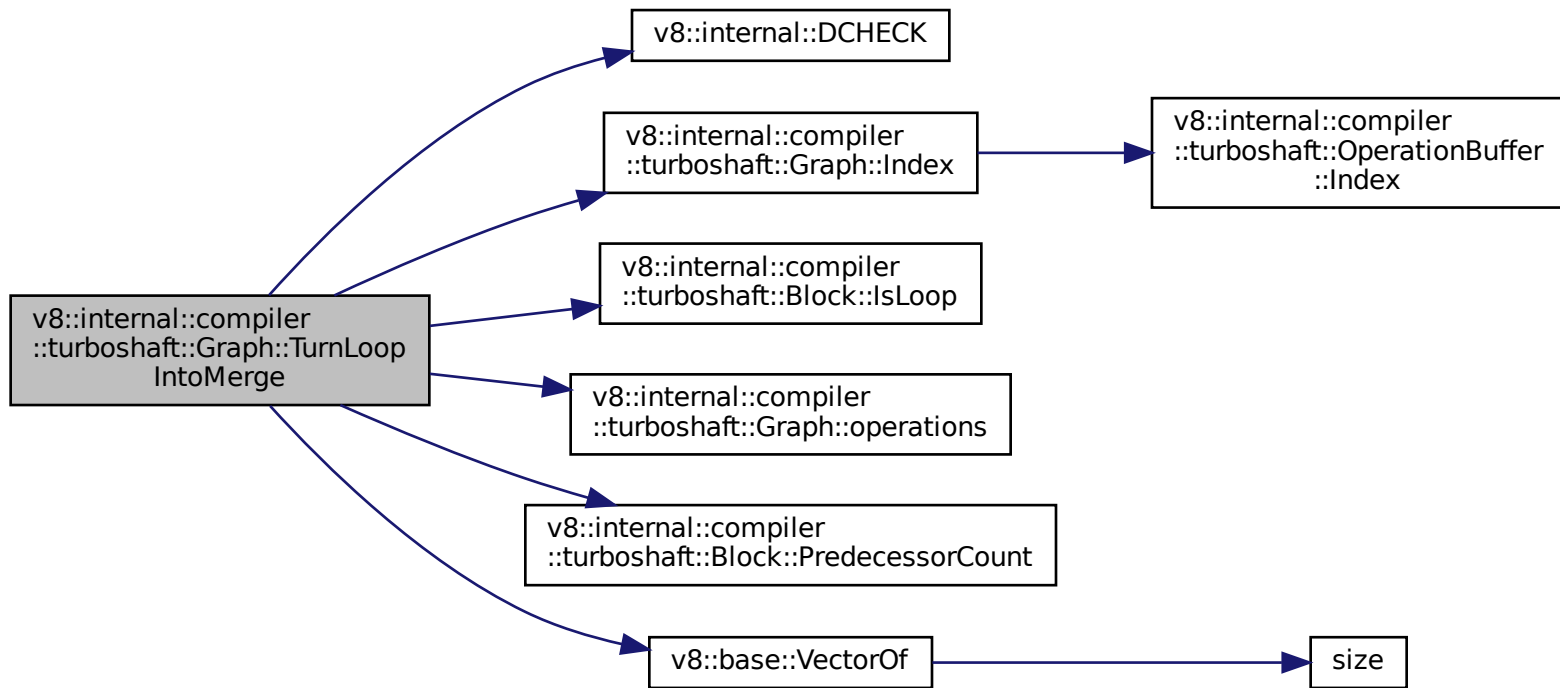 v8::internal::DCHECK
v8::internal::compiler
::turboshaft::Graph::Index
v8::internal::compiler
::turboshaft::OperationBuffer
::Index
v8::internal::compiler
::turboshaft::Block::IsLoop
v8::internal::compiler
::turboshaft::Graph::TurnLoop
IntoMerge
v8::internal::compiler
::turboshaft::Graph::operations
v8::internal::compiler
::turboshaft::Block::PredecessorCount
v8::base::VectorOf
size